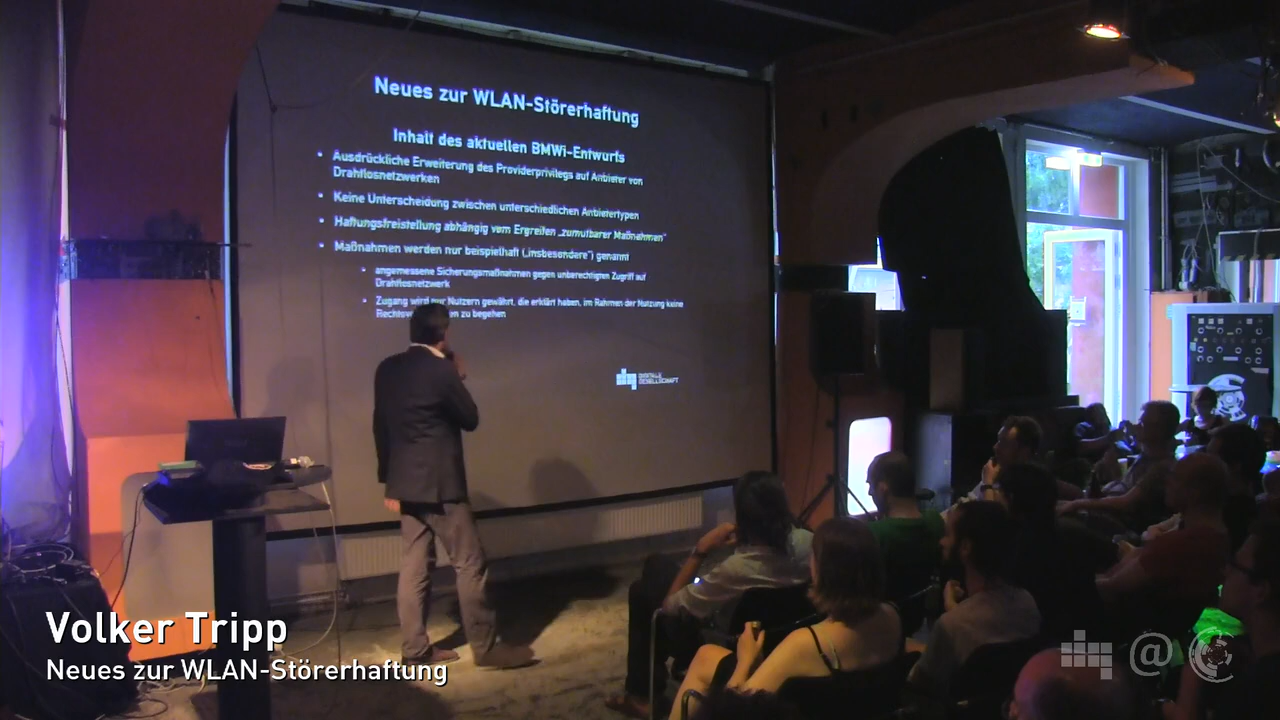 Neues zur WLAN-Störerhaftung
Inhalt des aktuellen BMWi-Entwurfs
• Ausdrückliche Erweiterung des Providerprivilegs auf Anbieter von
Drahtlosnetzwerken
• Keine Unterscheidung zwischen unterschiedlichen Anbietertypen
• Haftungsfreistellung abhängig vom Ergreifen „zumutbarer Maßnahmen"
• Maßnahmen werden nur beispielhaft („insbesondere") genannt
• angemessene Sicherungsmaßnahmen gegen unberechtigten Zugriff auf
Drahtlosnetzwerk
• Zugang wird nur Nutzern gewährt, die erklärt haben, im Rahmen der Nutzung keine
zu begehen
DIGITALE
GESELLSCHAFT
Volker Tripp
Neues zur WLAN-Störerhaftung
@